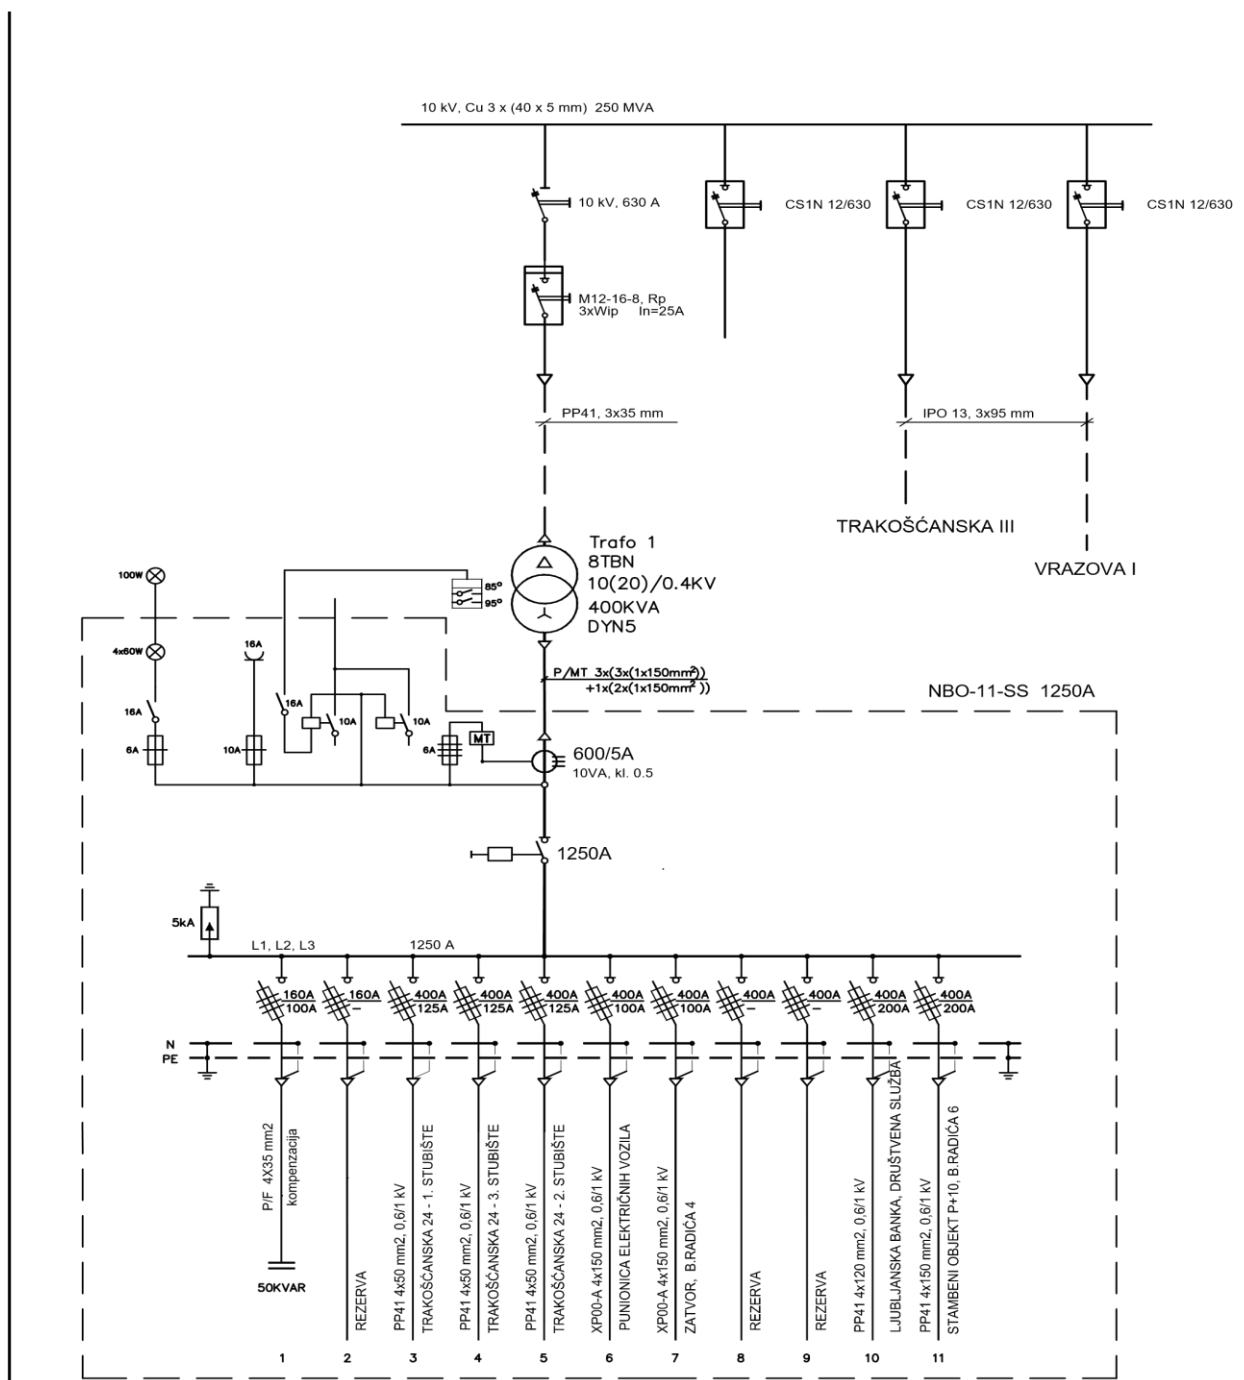 10 kV, Cu 3 x (40 x 5 mm) 250 MVA
10 kV, 630 A
CS1N 12/630
CS1N 12/630
CS1N 12/630
M12-16-8, Rp
3xWip In=25A
PP41, 3x35 mm
IPO 13, 3x95 mm
TRAKOŠĆANSKA III
VRAZOVA I
Trafo 1
8TBN
10(20)/0.4KV
400KVA
DYN5
100W
85°
95°
4x60W
16A
P/MT 3x(3x(1x150mm²))
+1x(2x(1x150mm²))
NBO-11-SS 1250A
16A
16A
10A
10A
6A
10A
6A
MT
600/5A
10VA, kl. 0.5
1250A
5kA
L1, L2, L3
1250 A
160A
100A
160A
–
400A
125A
400A
125A
400A
125A
400A
100A
400A
100A
400A
–
400A
–
400A
200A
400A
200A
N
PE
P/F 4X35 mm2
kompenzacija
50KVAR
REZERVA
PP41 4x50 mm2, 0,6/1 kV
TRAKOŠĆANSKA 24 - 1. STUBIŠTE
PP41 4x50 mm2, 0,6/1 kV
TRAKOŠĆANSKA 24 - 3. STUBIŠTE
PP41 4x50 mm2, 0,6/1 kV
TRAKOŠĆANSKA 24 - 2. STUBIŠTE
XP00-A 4x150 mm2, 0,6/1 kV
PUNIONICA ELEKTRIČNIH VOZILA
XP00-A 4x150 mm2, 0,6/1 kV
ZATVOR, B.RADIĆA 4
REZERVA
REZERVA
PP41 4x120 mm2, 0,6/1 kV
LJUBLJANSKA BANKA, DRUŠTVENA SLUŽBA
PP41 4x150 mm2, 0,6/1 kV
STAMBENI OBJEKT P+10, B.RADIĆA 6
1 2 3 4 5 6 7 8 9 10 11